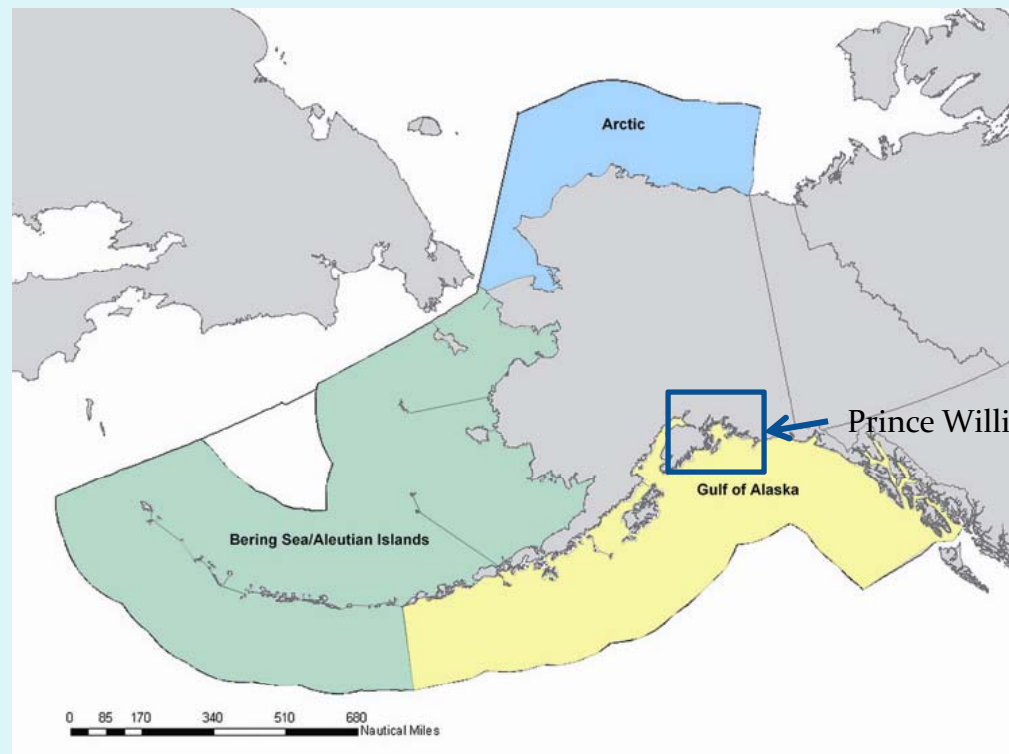 Arctic
Prince Willi
Gulf of Alaska
Bering Sea/Aleutian Islands
0 85 170 340 510 680
Nautical Miles